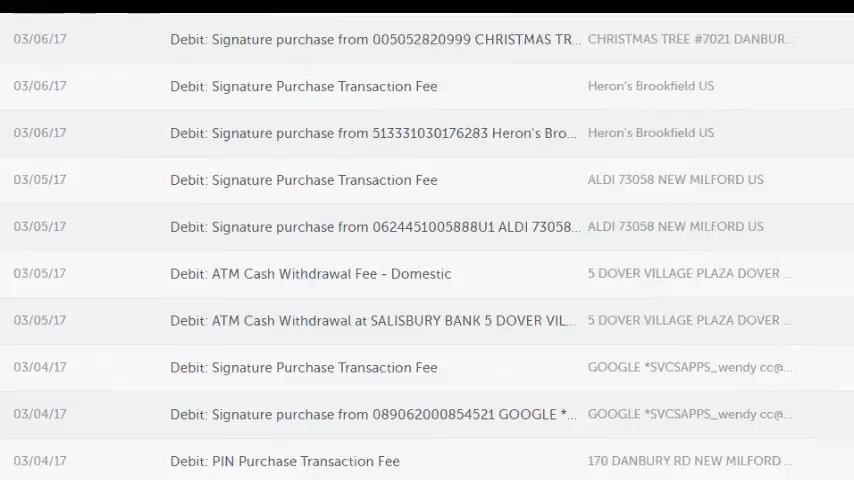 03/06/17 Debit: Signature purchase from 005052820999 CHRISTMAS TR... CHRISTMAS TREE #7021 DANBUR...
03/06/17 Debit: Signature Purchase Transaction Fee Heron's Brookfield US
03/06/17 Debit: Signature purchase from 513331030176283 Heron's Bro... Heron's Brookfield US
03/05/17 Debit: Signature Purchase Transaction Fee ALDI 73058 NEW MILFORD US
03/05/17 Debit: Signature purchase from 0624451005888U1 ALDI 73058... ALDI 73058 NEW MILFORD US
03/05/17 Debit: ATM Cash Withdrawal Fee - Domestic 5 DOVER VILLAGE PLAZA DOVER ...
03/05/17 Debit: ATM Cash Withdrawal at SALISBURY BANK 5 DOVER VIL... 5 DOVER VILLAGE PLAZA DOVER ...
03/04/17 Debit: Signature Purchase Transaction Fee GOOGLE *SVCSAPPS_wendy cc@...
03/04/17 Debit: Signature purchase from 089062000854521 GOOGLE *... GOOGLE *SVCSAPPS_wendy cc@...
03/04/17 Debit: PIN Purchase Transaction Fee 170 DANBURY RD NEW MILFORD ...